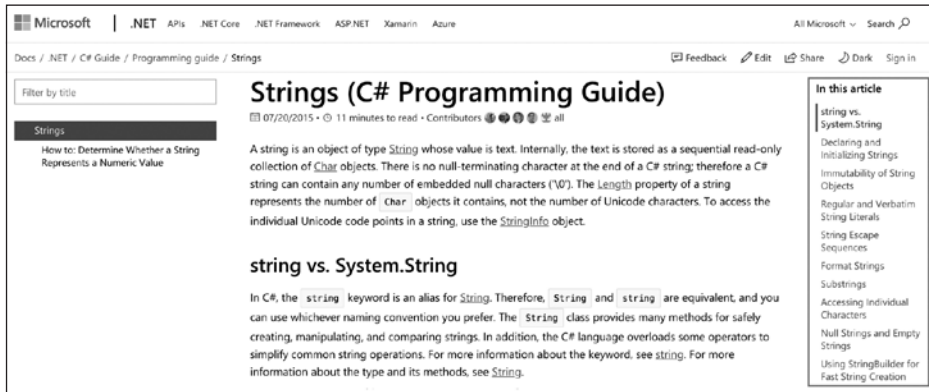 Microsoft | .NET APIs .NET Core .NET Framework ASP.NET Xamarin Azure All Microsoft Search
Docs / .NET / C# Guide / Programming guide / Strings Feedback Edit Share Dark Sign in
Filter by title
Strings
How to: Determine Whether a String
Represents a Numeric Value
Strings (C# Programming Guide)
07/20/2015 • 11 minutes to read • Contributors all
A string is an object of type String whose value is text. Internally, the text is stored as a sequential read-only
collection of Char objects. There is no null-terminating character at the end of a C# string; therefore a C#
string can contain any number of embedded null characters ('\0'). The Length property of a string
represents the number of Char objects it contains, not the number of Unicode characters. To access the
individual Unicode code points in a string, use the StringInfo object.
string vs. System.String
In C#, the string keyword is an alias for String. Therefore, String and string are equivalent, and you
can use whichever naming convention you prefer. The String class provides many methods for safely
creating, manipulating, and comparing strings. In addition, the C# language overloads some operators to
simplify common string operations. For more information about the keyword, see string. For more
information about the type and its methods, see String.
In this article
string vs.
System.String
Declaring and
Initializing Strings
Immutability of String
Objects
Regular and Verbatim
String Literals
String Escape
Sequences
Format Strings
Substrings
Accessing Individual
Characters
Null Strings and Empty
Strings
Using StringBuilder for
Fast String Creation